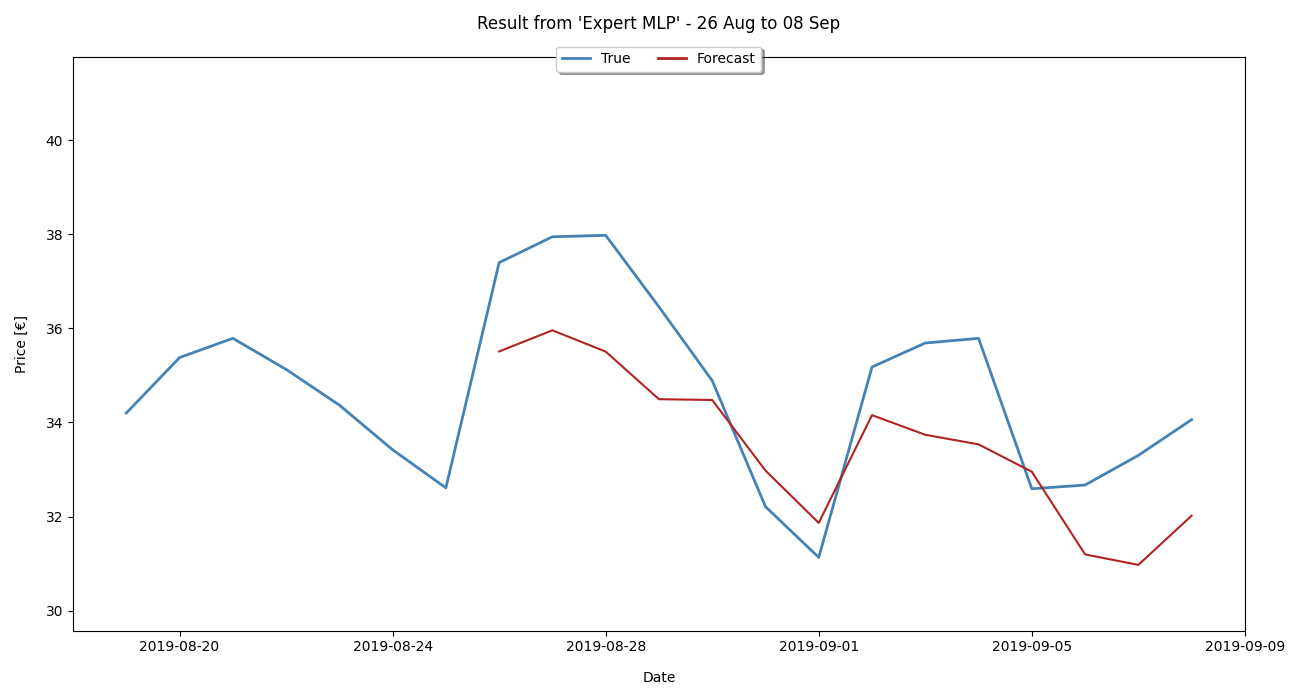 Result from 'Expert MLP' - 26 Aug to 08 Sep
True Forecast
40
38
36
34
32
30
Price [€]
2019-08-20 2019-08-24 2019-08-28 2019-09-01 2019-09-05 2019-09-09
Date